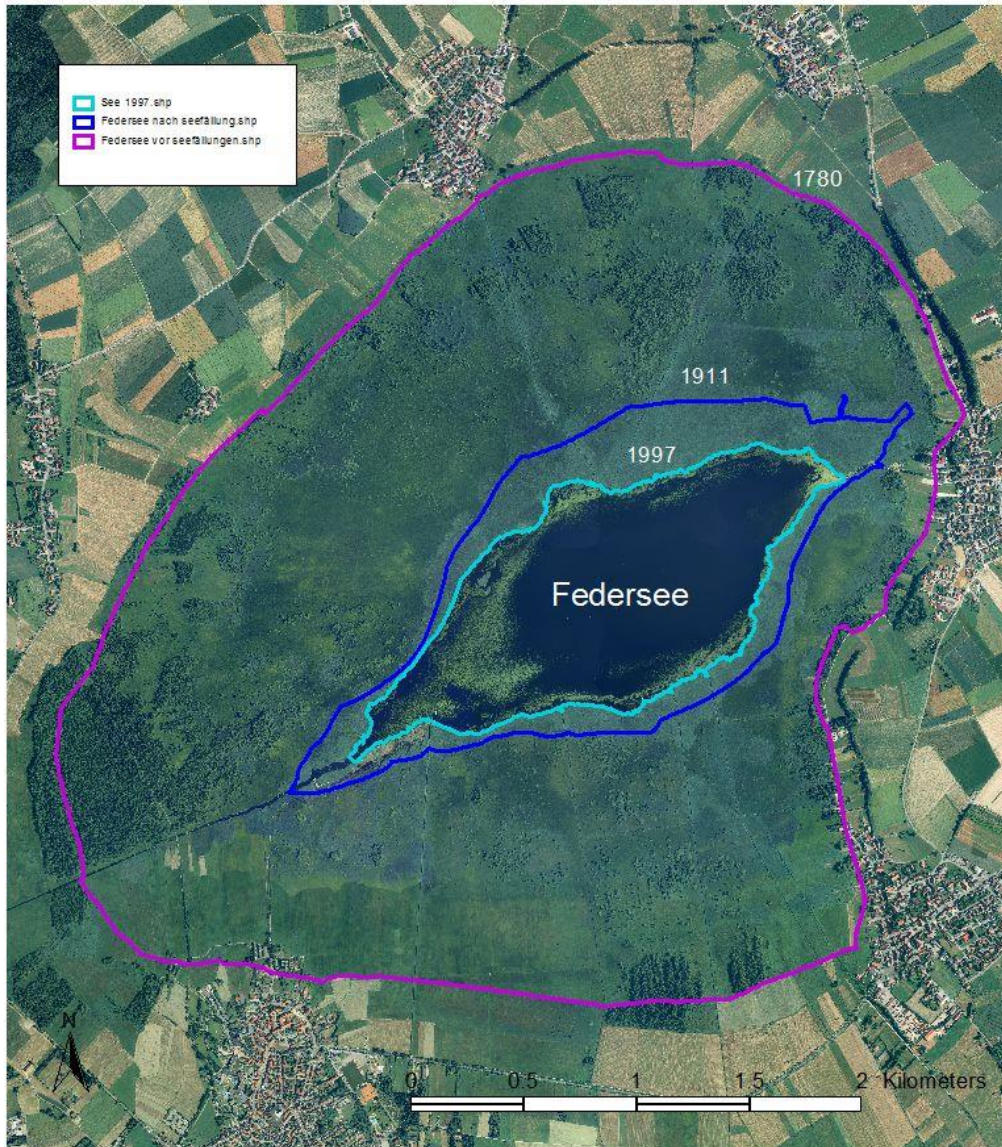 See 1997.shp
Federsee nach seefällung.shp
Federsee vor seefällungen.shp
1780
1911
1997
Federsee
N
0 0.5 1 1.5 2 Kilometers